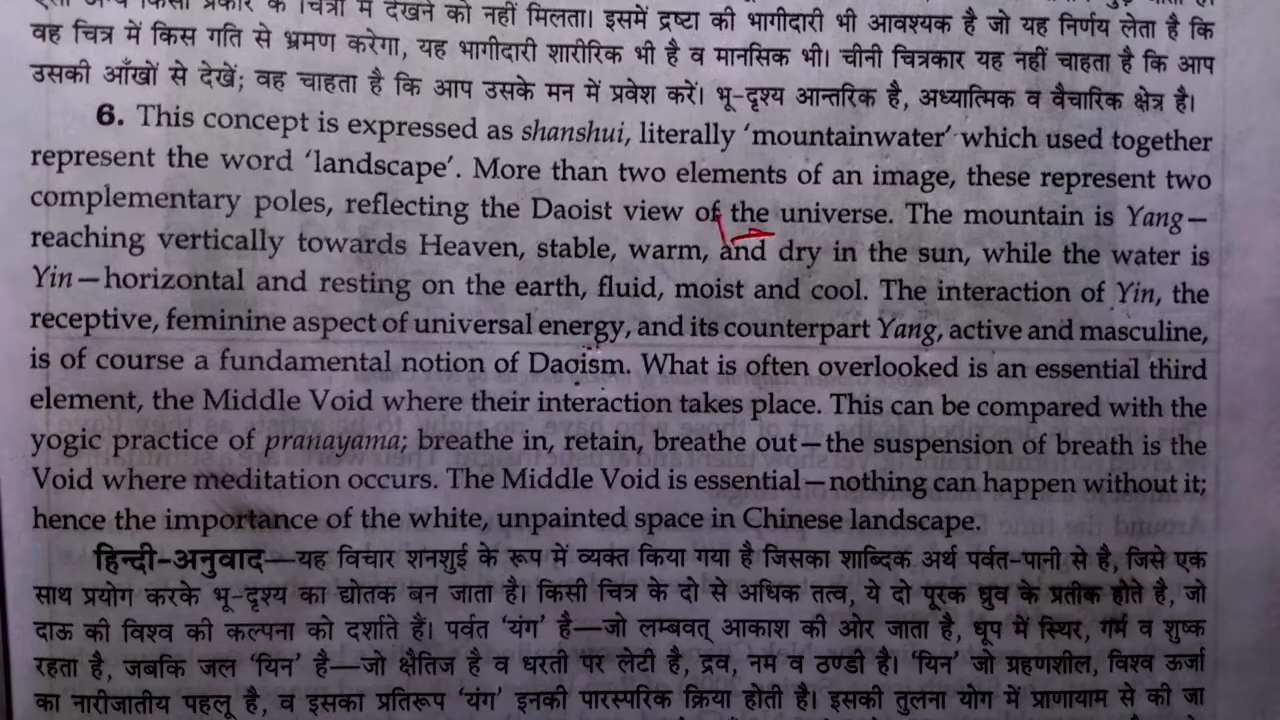 किसी प्रकार के चित्रों में देखने को नहीं मिलता। इसमें द्रष्टा की भागीदारी भी आवश्यक है जो यह निर्णय लेता है कि
वह चित्र में किस गति से भ्रमण करेगा, यह भागीदारी शारीरिक भी है व मानसिक भी। चीनी चित्रकार यह नहीं चाहता है कि आप
उसकी आँखों से देखें; वह चाहता है कि आप उसके मन में प्रवेश करें। भू-दृश्य आन्तरिक है, अध्यात्मिक व वैचारिक क्षेत्र है।
6. This concept is expressed as shanshui, literally ‘mountainwater’ which used together
represent the word ‘landscape’. More than two elements of an image, these represent two
complementary poles, reflecting the Daoist view of the universe. The mountain is Yang—
reaching vertically towards Heaven, stable, warm, and dry in the sun, while the water is
Yin—horizontal and resting on the earth, fluid, moist and cool. The interaction of Yin, the
receptive, feminine aspect of universal energy, and its counterpart Yang, active and masculine,
is of course a fundamental notion of Daoism. What is often overlooked is an essential third
element, the Middle Void where their interaction takes place. This can be compared with the
yogic practice of pranayama; breathe in, retain, breathe out—the suspension of breath is the
Void where meditation occurs. The Middle Void is essential—nothing can happen without it;
hence the importance of the white, unpainted space in Chinese landscape.
हिन्दी-अनुवाद—यह विचार शनशुई के रूप में व्यक्त किया गया है जिसका शाब्दिक अर्थ पर्वत-पानी से है, जिसे एक
साथ प्रयोग करके भू-दृश्य का द्योतक बन जाता है। किसी चित्र के दो से अधिक तत्व, ये दो पूरक ध्रुव के प्रतीक होते है, जो
दाऊ की विश्व की कल्पना को दर्शाते हैं। पर्वत ‘यंग’ है—जो लम्बवत् आकाश की ओर जाता है, धूप में स्थिर, गर्म व शुष्क
रहता है, जबकि जल ‘यिन’ है—जो क्षैतिज है व धरती पर लेटी है, द्रव, नम व ठण्डी है। ‘यिन’ जो ग्रहणशील, विश्व ऊर्जा
का नारीजातीय पहलू है, व इसका प्रतिरूप ‘यंग’ इनकी पारस्परिक क्रिया होती है। इसकी तुलना योग में प्राणायाम से की जा